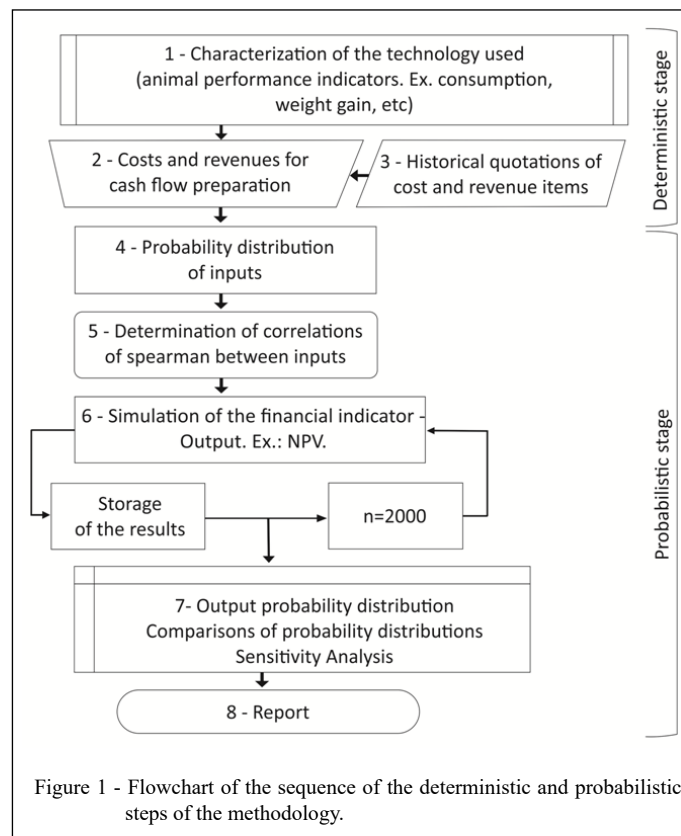 1 - Characterization of the technology used
(animal performance indicators. Ex. consumption,
weight gain, etc)
2 - Costs and revenues for
cash flow preparation
3 - Historical quotations of
cost and revenue items
Deterministic stage
4 - Probability distribution
of inputs
5 - Determination of correlations
of spearman between inputs
6 - Simulation of the financial indicator -
Output. Ex.: NPV.
Storage
of the results
n=2000
7- Output probability distribution
Comparisons of probability distributions
Sensitivity Analysis
8 - Report
Probabilistic stage
Figure 1 - Flowchart of the sequence of the deterministic and probabilistic
steps of the methodology.